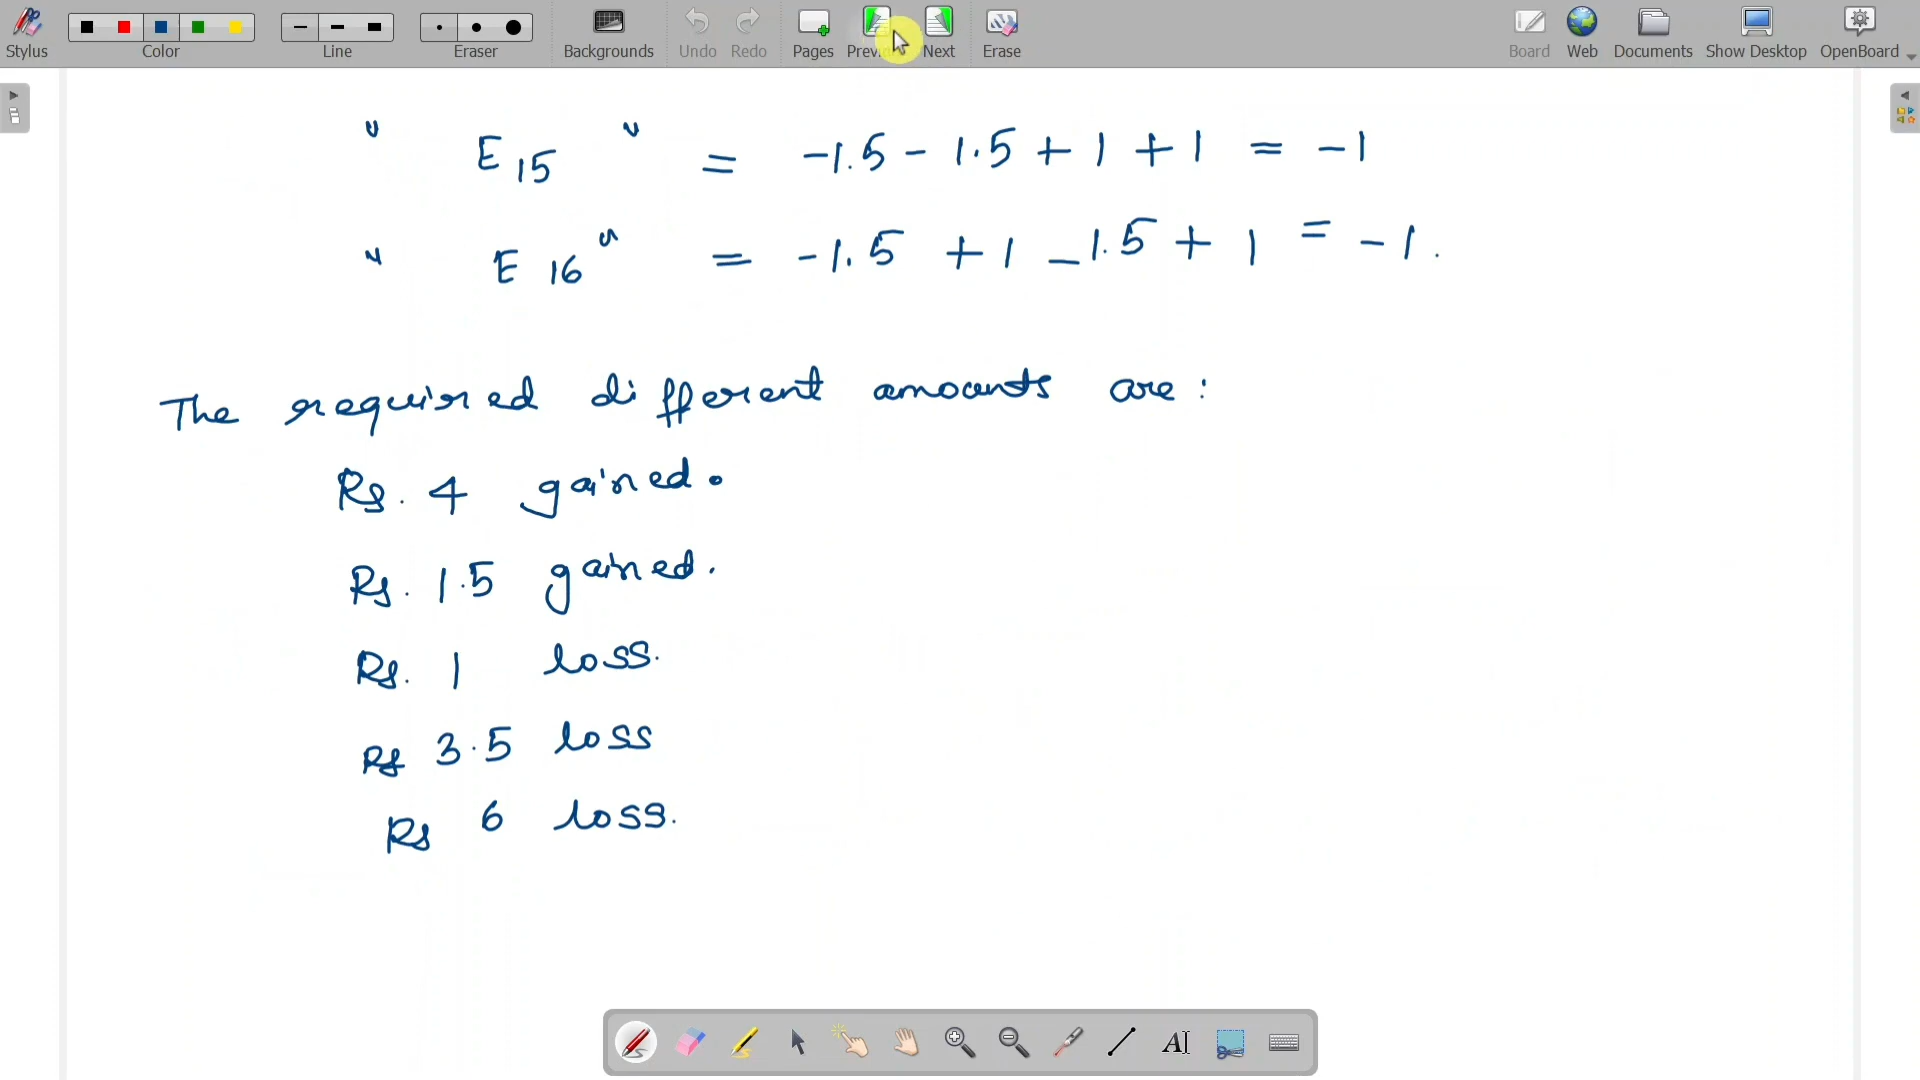 Stylus Color Line Eraser Backgrounds Undo Redo Pages Next Erase Board Web Documents Show Desktop OpenBoard
" E15 " = -1.5 - 1.5 + 1 + 1 = -1
" E16 " = -1.5 + 1 - 1.5 + 1 = -1.
The required different amounts are:
Rs. 4 gained.
Rs. 1.5 gained.
Rs. 1 loss.
Rs 3.5 loss
Rs 6 loss.